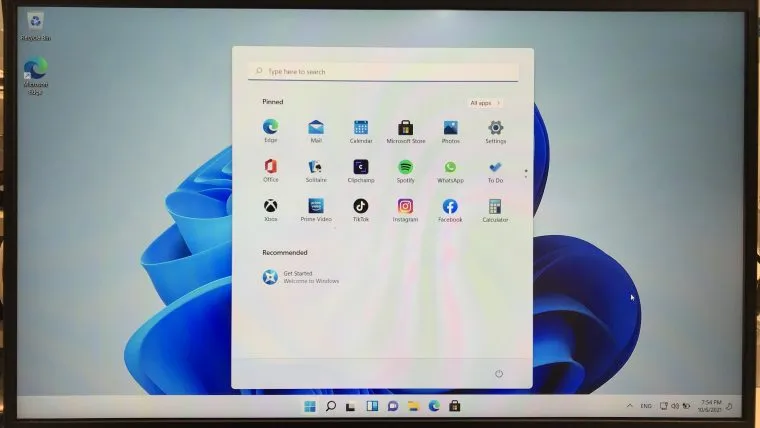 Recycle Bin
Microsoft
Edge
Type here to search
Pinned
All apps
Edge
Mail
Calendar
Microsoft Store
Photos
Settings
Office
Solitaire
Clipchamp
Spotify
WhatsApp
To Do
Xbox
Prime Video
TikTok
Instagram
Facebook
Calculator
Recommended
Get Started
Welcome to Windows
ENG
7:54 PM
10/6/2021